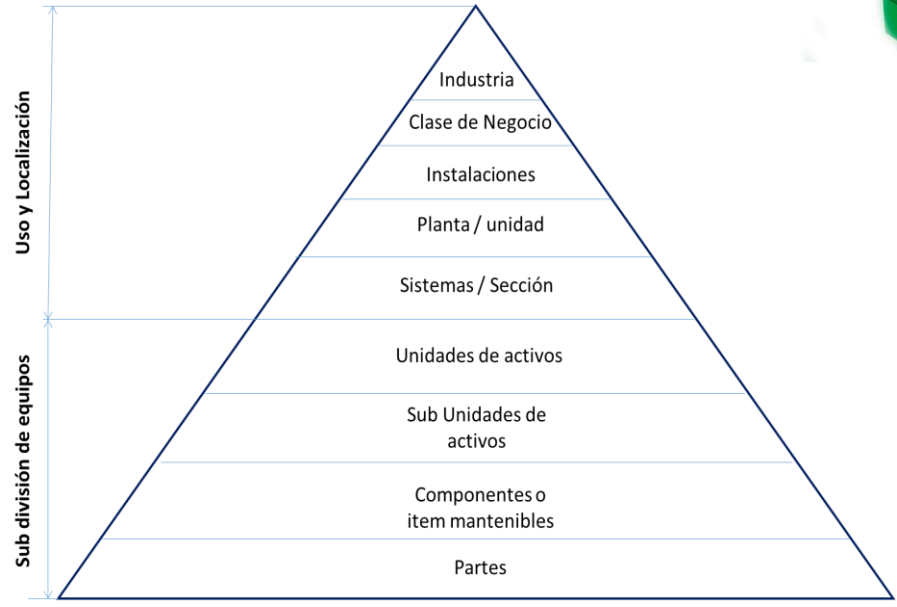 Uso y Localización
Industria
Clase de Negocio
Instalaciones
Planta / unidad
Sistemas / Sección
Sub división de equipos
Unidades de activos
Sub Unidades de
activos
Componentes o
item mantenibles
Partes